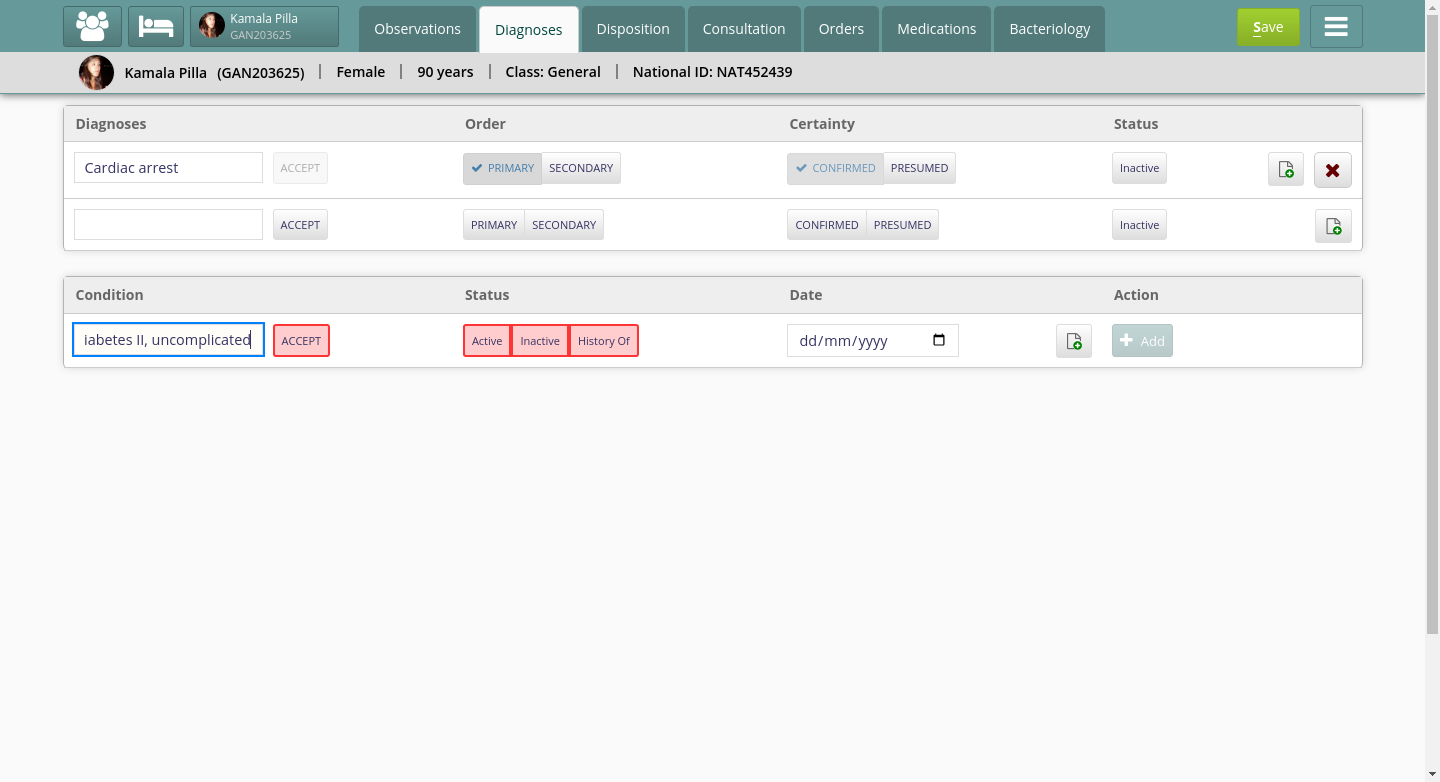 Kamala Pilla
GAN203625
Observations
Diagnoses
Disposition
Consultation
Orders
Medications
Bacteriology
Save
Kamala Pilla (GAN203625) | Female | 90 years | Class: General | National ID: NAT452439
Diagnoses Order Certainty Status
Cardiac arrest ACCEPT PRIMARY SECONDARY CONFIRMED PRESUMED Inactive
ACCEPT PRIMARY SECONDARY CONFIRMED PRESUMED Inactive
Condition Status Date Action
iabetes II, uncomplicated ACCEPT Active Inactive History Of dd/mm/yyyy Add